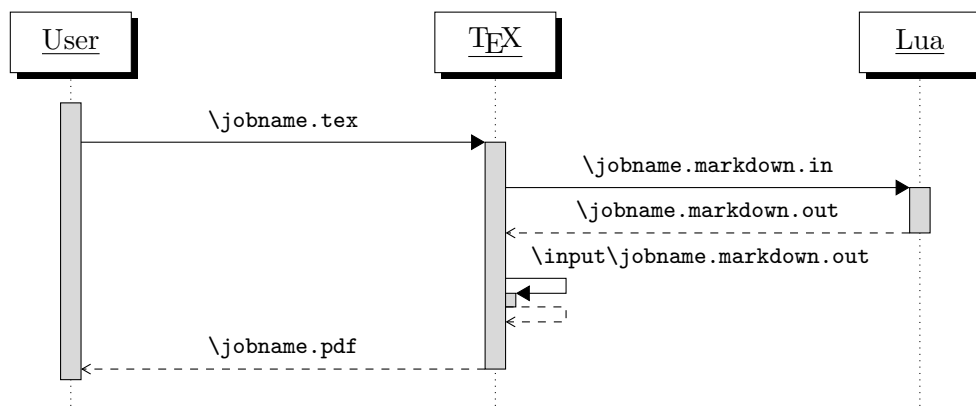 User
TEX
Lua
\jobname.tex
\jobname.markdown.in
\jobname.markdown.out
\input\jobname.markdown.out
\jobname.pdf